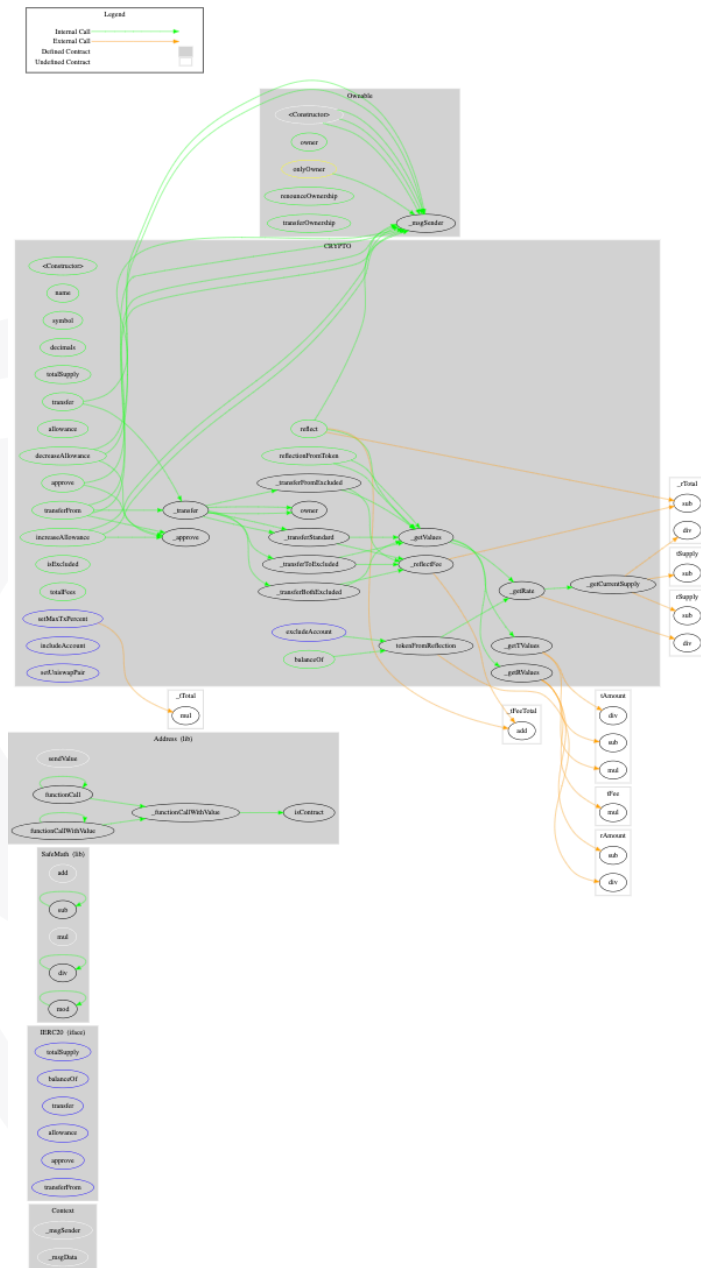 Legend
Internal Call
External Call
Defined Contract
Undefined Contract
Ownable
<Constructor>
owner
onlyOwner
renounceOwnership
transferOwnership
_msgSender
CRYPTO
<Constructor>
name
symbol
decimals
totalSupply
transfer
allowance
reflect
decreaseAllowance
reflectionFromToken
approve
_transferFromExcluded
transferFrom
_transfer
owner
increaseAllowance
_approve
_transferStandard
_getValues
isExcluded
_transferToExcluded
_reflectFee
totalFees
_transferBothExcluded
_getRate
_getCurrentSupply
setMaxTxPercent
excludeAccount
includeAccount
tokenFromReflection
_getTValues
setUniswapPair
balanceOf
_getRValues
_rTotal
sub
div
tSupply
sub
rSupply
sub
div
_tTotal
mul
_tFeeTotal
add
tAmount
div
sub
mul
tFee
mul
rAmount
sub
div
Address (lib)
sendValue
functionCall
functionCallWithValue
_functionCallWithValue
isContract
SafeMath (lib)
add
sub
mul
div
mod
IERC20 (iface)
totalSupply
balanceOf
transfer
allowance
approve
transferFrom
Context
_msgSender
_msgData